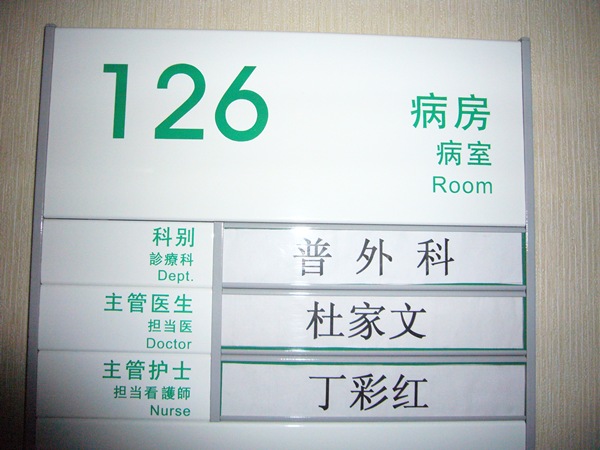 126
病房
病室
Room
科别
診療科
Dept.
普外科
主管医生
担当医
Doctor
杜家文
主管护士
担当看護師
Nurse
丁彩红